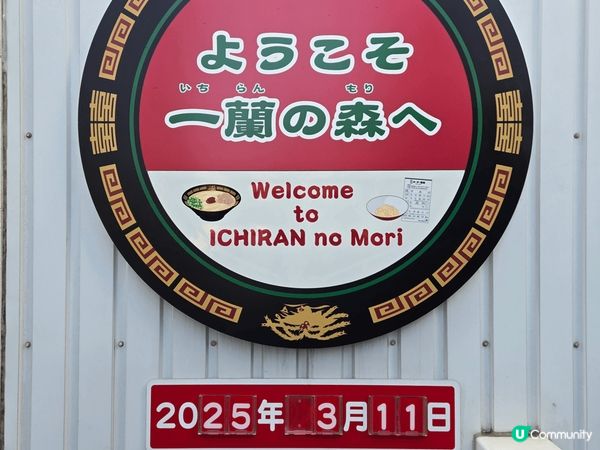 ようこそ
いちらん もり
一蘭の森へ
Welcome
to
ICHIRAN no Mori
2025年 3月11日
U Community